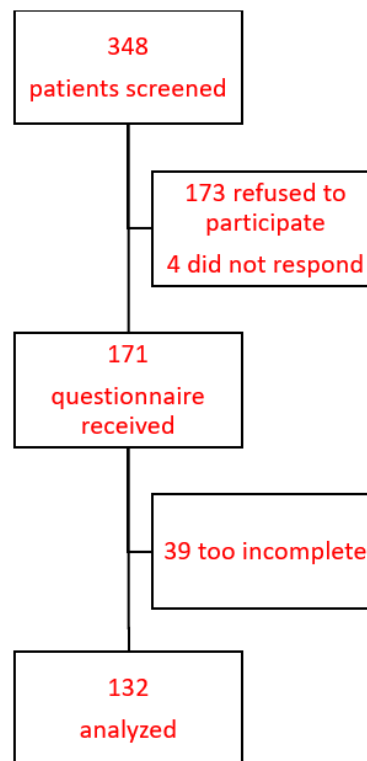 348
patients screened
173 refused to
participate
4 did not respond
171
questionnaire
received
39 too incomplete
132
analyzed